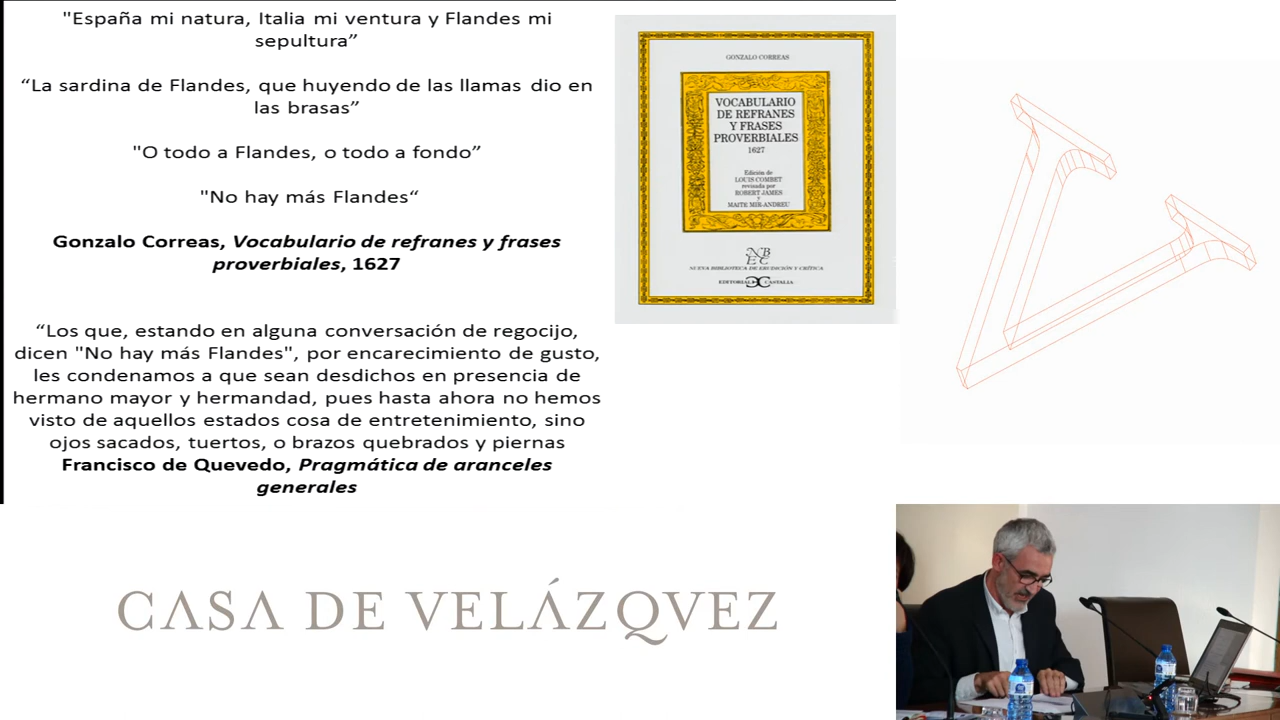 "España mi natura, Italia mi ventura y Flandes mi
sepultura”
“La sardina de Flandes, que huyendo de las llamas dio en
las brasas”
"O todo a Flandes, o todo a fondo”
"No hay más Flandes“
Gonzalo Correas, Vocabulario de refranes y frases
proverbiales, 1627
“Los que, estando en alguna conversación de regocijo,
dicen "No hay más Flandes", por encarecimiento de gusto,
les condenamos a que sean desdichos en presencia de
hermano mayor y hermandad, pues hasta ahora no hemos
visto de aquellos estados cosa de entretenimiento, sino
ojos sacados, tuertos, o brazos quebrados y piernas
Francisco de Quevedo, Pragmática de aranceles
generales
GONZALO CORREAS
VOCABULARIO
DE REFRANES
Y FRASES
PROVERBIALES
1627
Edición de
LOUIS COMBET
revisada por
ROBERT JAMES
y
MAITE MIR-ANDREU
NB
EC
NUEVA BIBLIOTECA DE ERUDICIÓN Y CRÍTICA
EDITORIAL CASTALIA
CASA DE VELÁZQVEZ